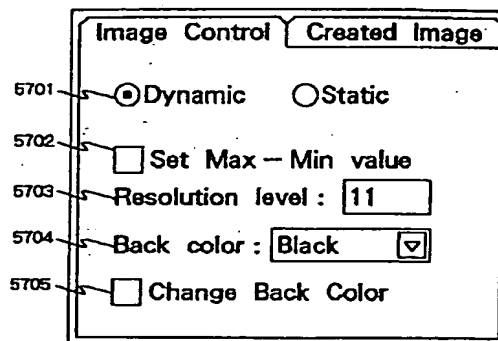 Image Control Created Image
5701 Dynamic Static
5702 Set Max-Min value
5703 Resolution level: 11
5704 Back color: Black
5705 Change Back Color